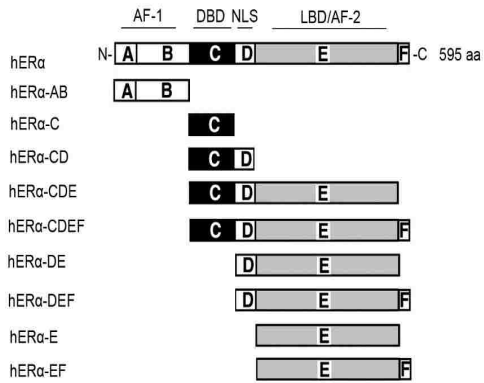 AF-1 DBD NLS LBD/AF-2
hERα N- A B C D E F -C 595 aa
hERα-AB A B
hERα-C C
hERα-CD C D
hERα-CDE C D E
hERα-CDEF C D E F
hERα-DE D E
hERα-DEF D E F
hERα-E E
hERα-EF E F